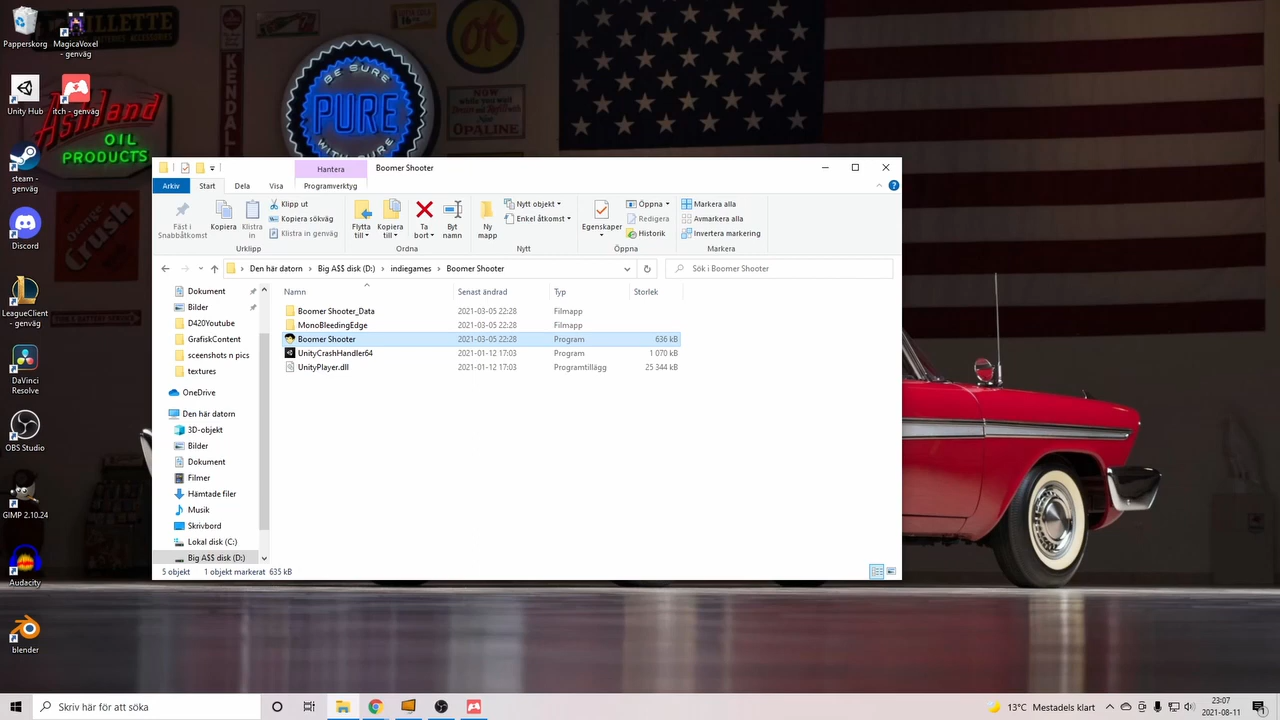 Papperskorg
MagicaVoxel
- genväg
Unity Hub
itch - genväg
steam -
genväg
Discord
LeagueClient
- genväg
DaVinci
Resolve
OBS Studio
GIMP 2.10.24
Audacity
blender
KENDALL
OK
BE SURE
PURE
WITH SURE
NOW
OPALINE
Ashland
OIL
PRODUCTS
Hantera
Boomer Shooter
Arkiv
Start
Dela
Visa
Programverktyg
Fäst i
Snabbåtkomst
Kopiera
Klistra
in
Klipp ut
Kopiera sökväg
Klistra in genväg
Urklipp
Flytta
till
Kopiera
till
Ta
bort
Byt
namn
Ordna
Ny
mapp
Nytt objekt
Enkel åtkomst
Nytt
Egenskaper
Öppna
Redigera
Historik
Öppna
Markera alla
Avmarkera alla
Invertera markering
Markera
Den här datorn
Big A$$ disk (D:)
indiegames
Boomer Shooter
Sök i Boomer Shooter
Dokument
Bilder
D420Youtube
GrafiskContent
sceenshots n pics
textures
OneDrive
Den här datorn
3D-objekt
Bilder
Dokument
Filmer
Hämtade filer
Musik
Skrivbord
Lokal disk (C:)
Big A$$ disk (D:)
Namn Senast ändrad Typ Storlek
Boomer Shooter_Data 2021-03-05 22:28 Filmapp
MonoBleedingEdge 2021-03-05 22:28 Filmapp
Boomer Shooter 2021-03-05 22:28 Program 636 kB
UnityCrashHandler64 2021-01-12 17:03 Program 1 070 kB
UnityPlayer.dll 2021-01-12 17:03 Programtillägg 25 344 kB
5 objekt 1 objekt markerat 635 kB
Skriv här för att söka
13°C Mestadels klart
23:07
2021-08-11